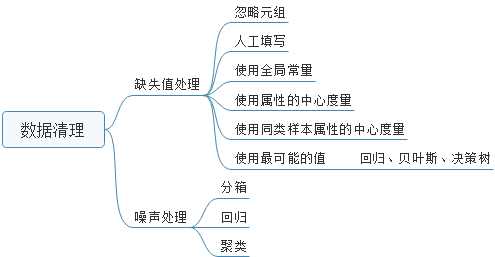 数据清理
缺失值处理
忽略元组
人工填写
使用全局常量
使用属性的中心度量
使用同类样本属性的中心度量
使用最可能的值 回归、贝叶斯、决策树
噪声处理
分箱
回归
聚类